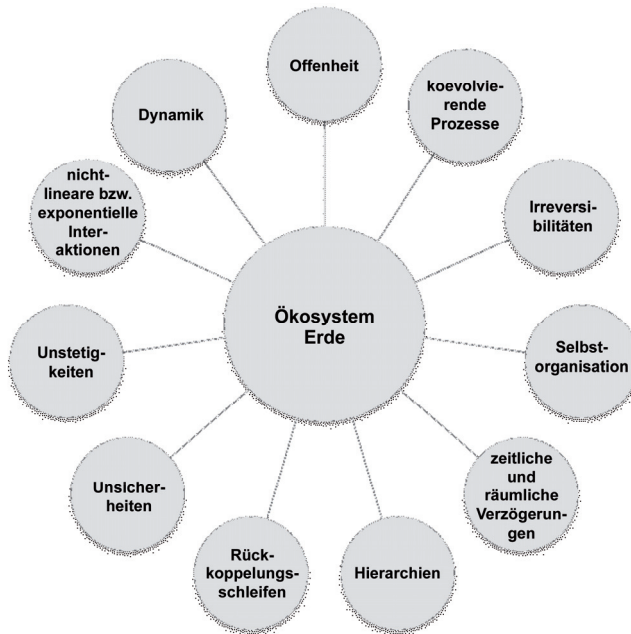 Offenheit
koevolvie-
rende
Prozesse
Irreversi-
bilitäten
Selbst-
organisation
zeitliche
und
räumliche
Verzögerun-
gen
Hierarchien
Rück-
koppelungs-
schleifen
Unsicher-
heiten
Unstetig-
keiten
nicht-
lineare bzw.
exponentielle
Inter-
aktionen
Dynamik
Ökosystem
Erde